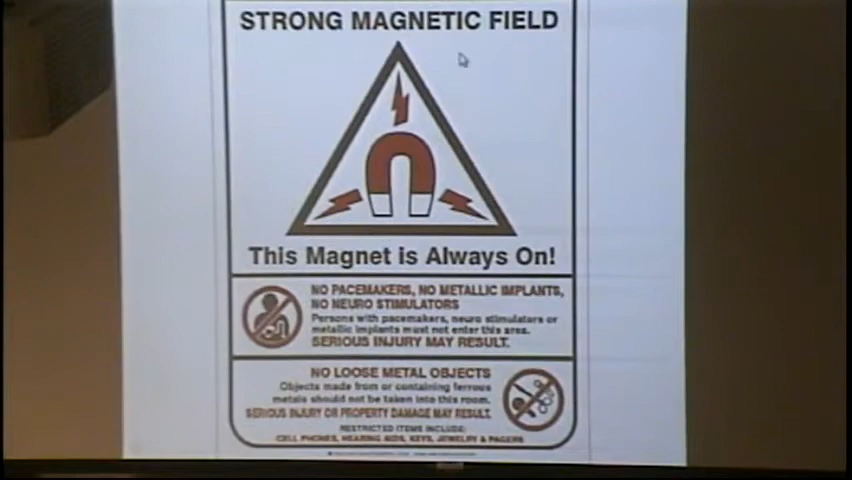 STRONG MAGNETIC FIELD
This Magnet is Always On!
NO PACEMAKERS, NO METALLIC IMPLANTS,
NO NEURO STIMULATORS
Persons with pacemakers, neuro stimulators or
metallic implants must not enter this area.
SERIOUS INJURY MAY RESULT.
NO LOOSE METAL OBJECTS
Objects made from or containing ferrous
metals should not be taken into this room.
SERIOUS INJURY OR PROPERTY DAMAGE MAY RESULT.
RESTRICTED ITEMS INCLUDE:
CELL PHONES, HEARING AIDS, KEYS, JEWELRY & PAGERS